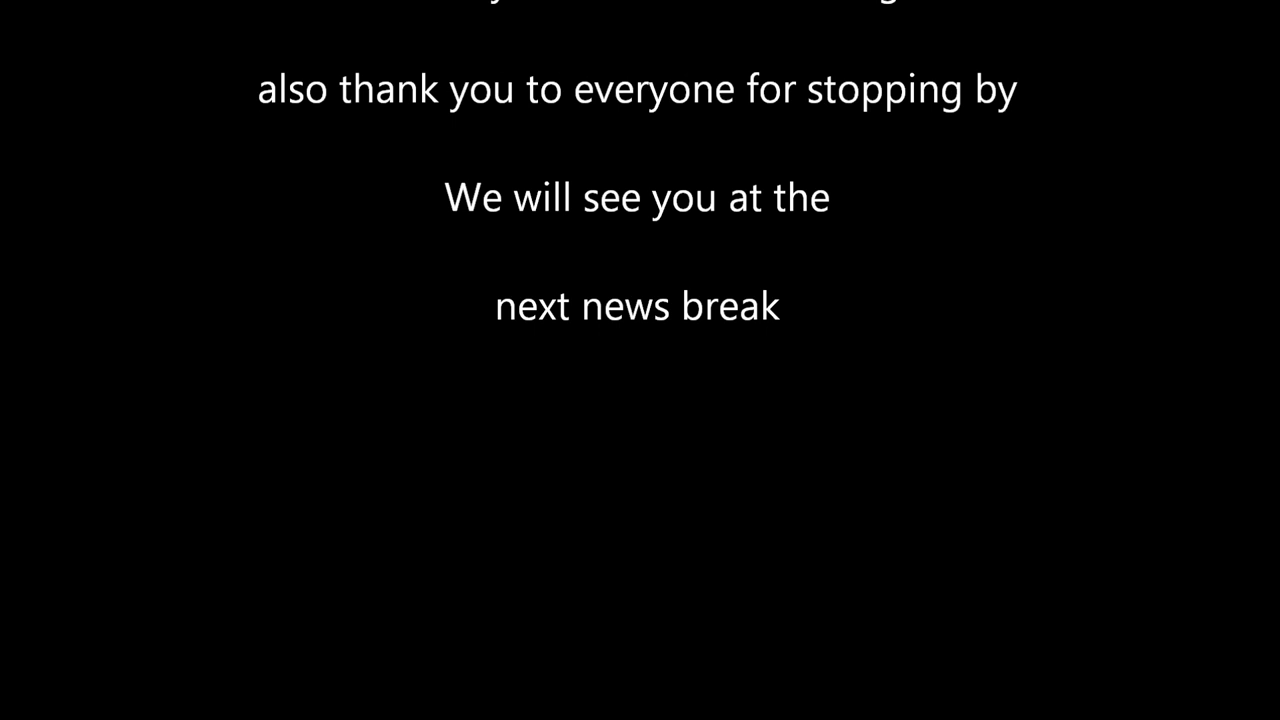 also thank you to everyone for stopping by
We will see you at the
next news break